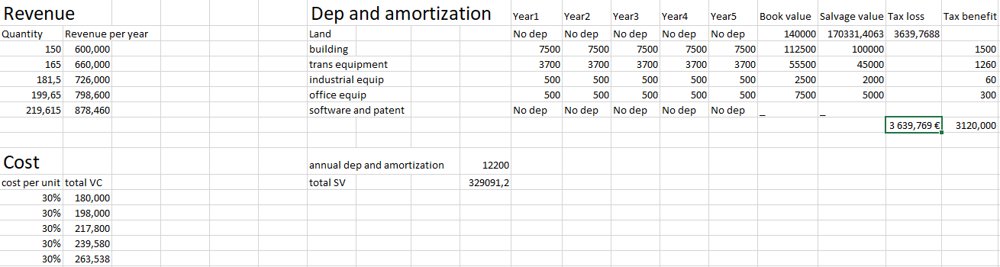 Revenue Dep and amortization Year1 Year2 Year3 Year4 Year5 Book value Salvage value Tax loss Tax benefit
Quantity Revenue per year Land No dep No dep No dep No dep No dep 140000 170331,4063 3639,7688
150 600,000 building 7500 7500 7500 7500 7500 112500 100000 1500
165 660,000 trans equipment 3700 3700 3700 3700 3700 55500 45000 1260
181,5 726,000 industrial equip 500 500 500 500 500 2500 2000 60
199,65 798,600 office equip 500 500 500 500 500 7500 5000 300
219,615 878,460 software and patent No dep No dep No dep No dep No dep _ _
3 639,769 € 3120,000
Cost annual dep and amortization 12200
cost per unit total VC total SV 329091,2
30% 180,000
30% 198,000
30% 217,800
30% 239,580
30% 263,538